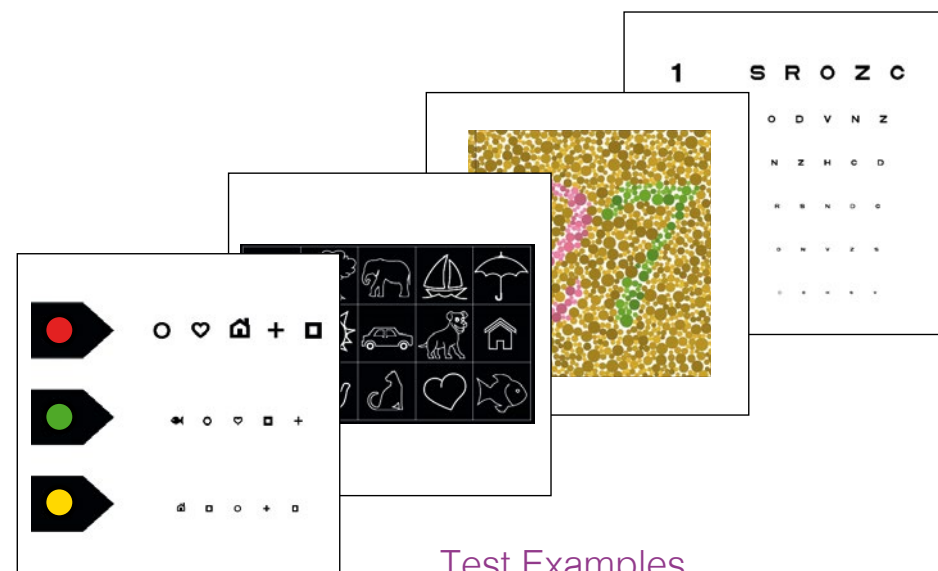 1 S R O Z C
O D V N Z
N Z H C D
R S N D C
7
Test Examples